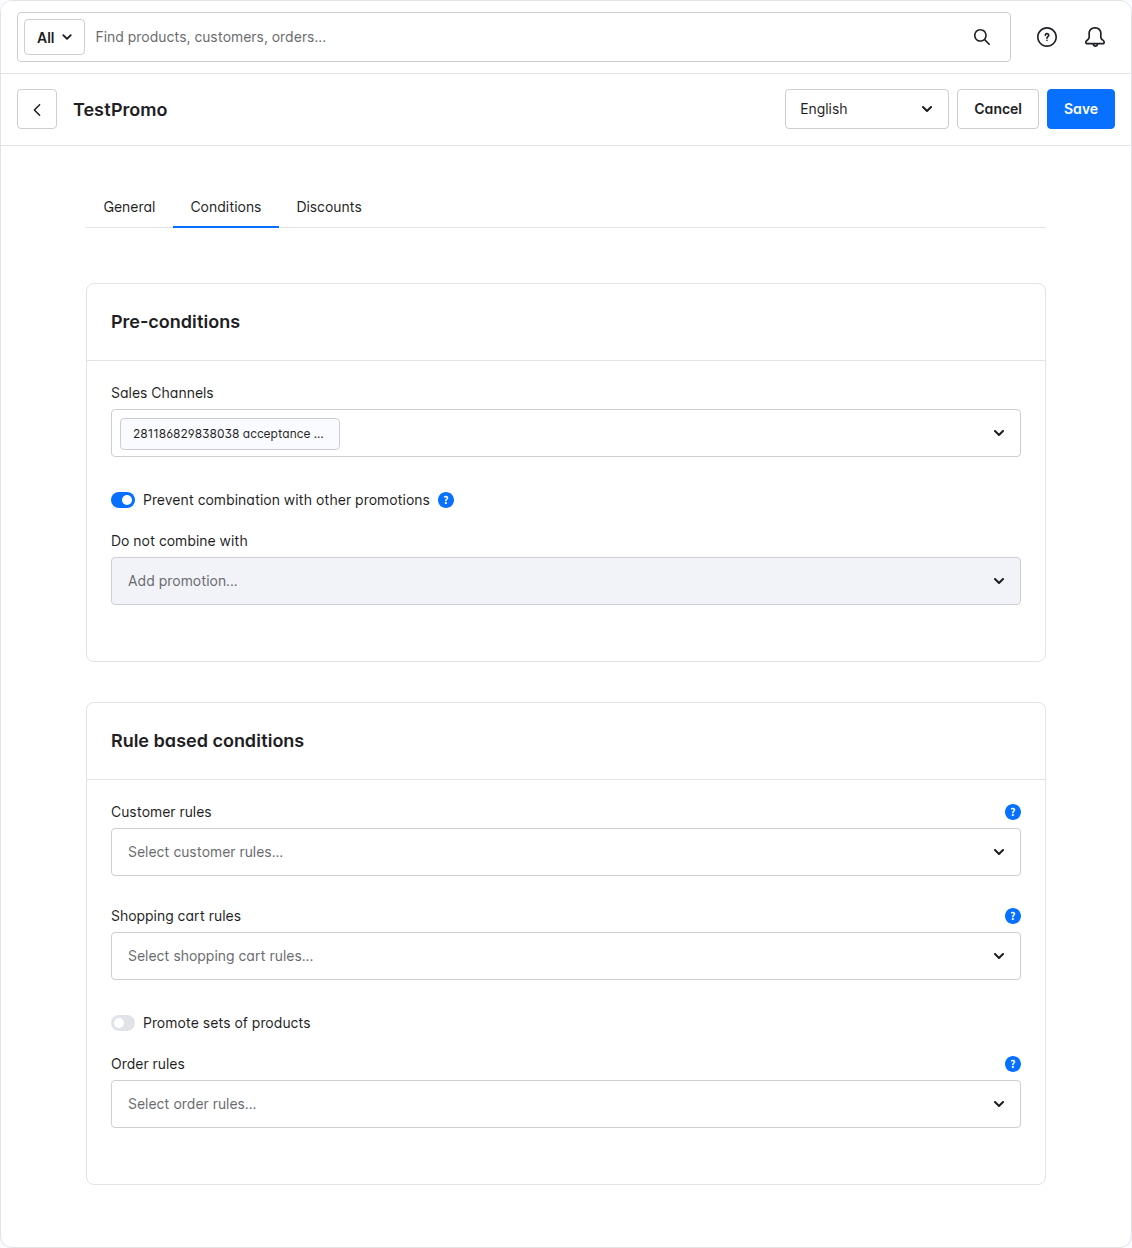 All
Find products, customers, orders...
TestPromo
English
Cancel
Save
General
Conditions
Discounts
Pre-conditions
Sales Channels
281186829838038 acceptance ...
Prevent combination with other promotions
?
Do not combine with
Add promotion...
Rule based conditions
Customer rules
?
Select customer rules...
Shopping cart rules
?
Select shopping cart rules...
Promote sets of products
Order rules
?
Select order rules...